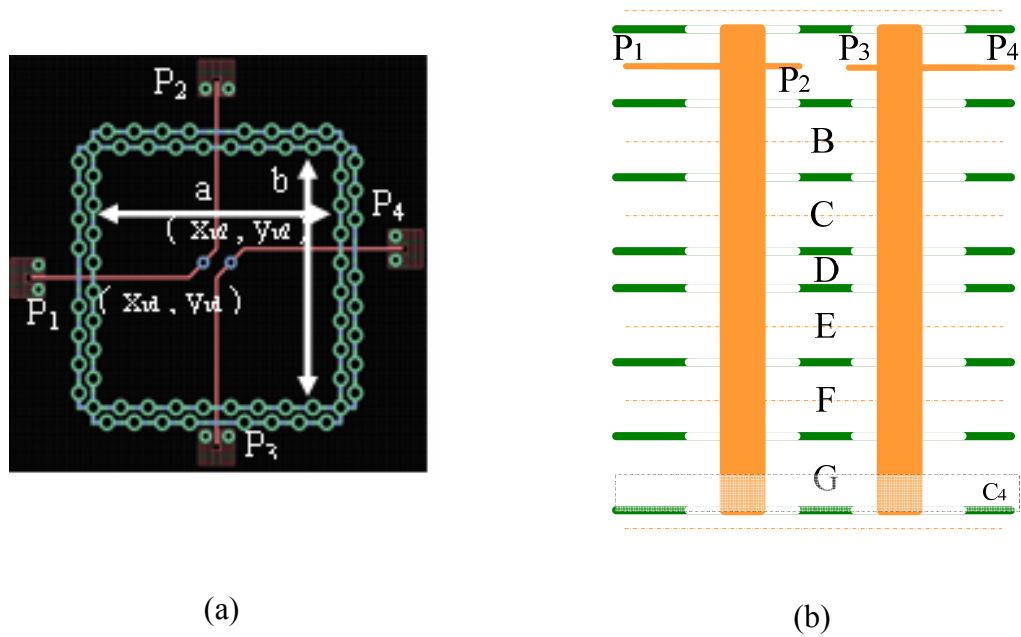 P2
a
b
P4
( Xvl , yvl )
( Xvl , yvl )
P1
P3
(a)
P1
P3
P4
P2
B
C
D
E
F
G
C4
(b)